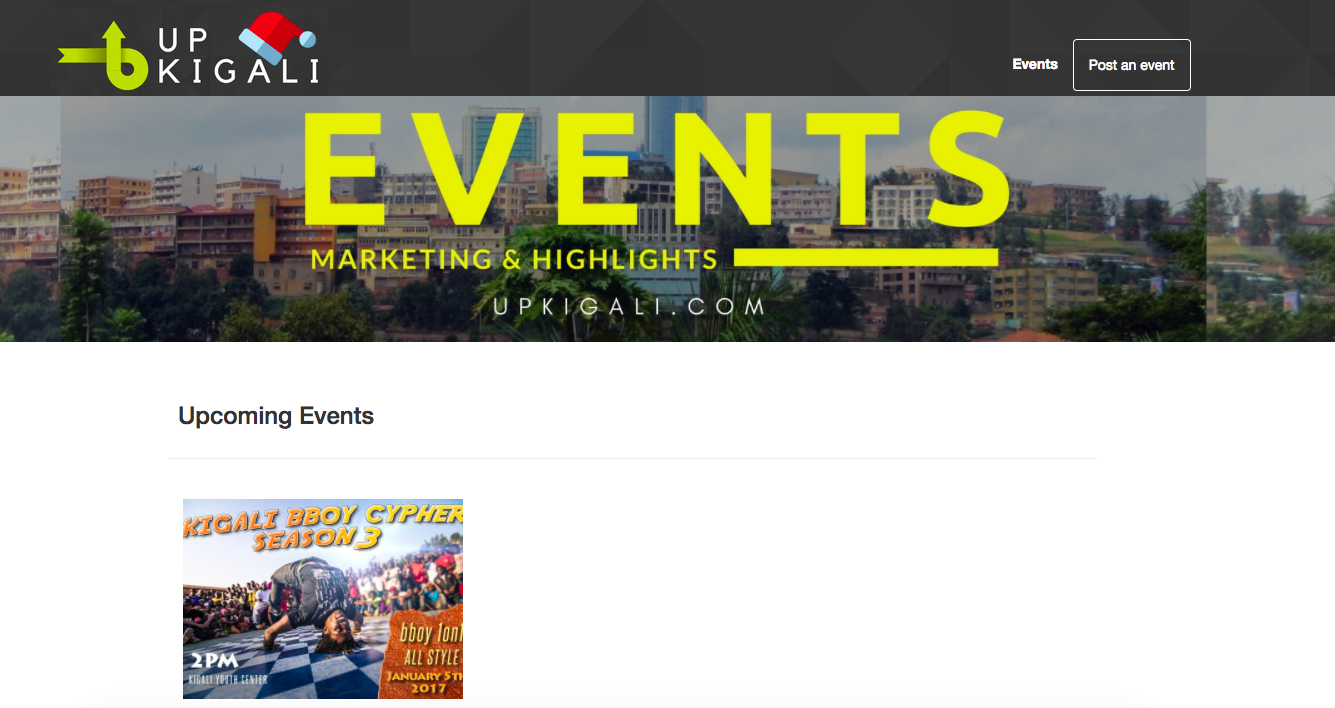 UP
KIGALI
Events
Post an event
EVENTS
MARKETING & HIGHLIGHTS
UPKIGALI.COM
Upcoming Events
KIGALI BBOY CYPHER
SEASON 3
bboy 1on1
ALL STYLE
2PM
KIGALI YOUTH CENTER
JANUARY 5TH
2017